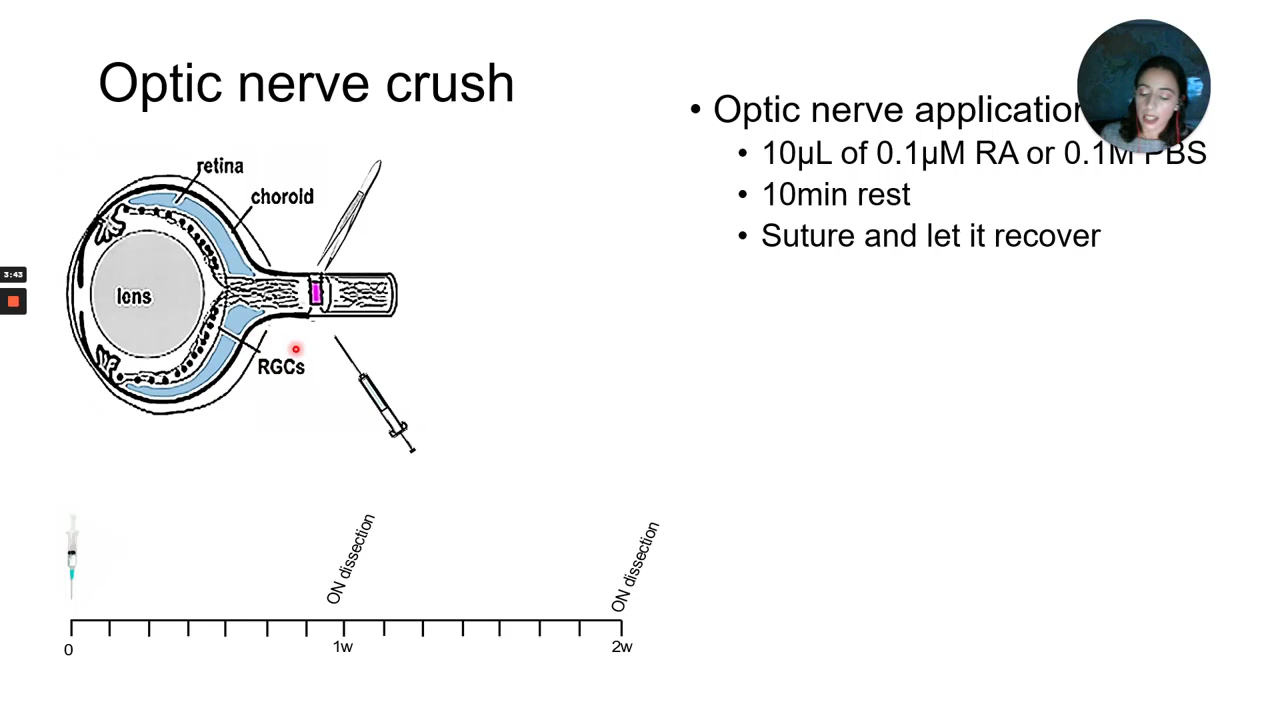 Optic nerve crush
retina
choroid
lens
RGCs
• Optic nerve application
• 10µL of 0.1µM RA or 0.1M PBS
• 10min rest
• Suture and let it recover
3:43
ON dissection
ON dissection
0
1w
2w